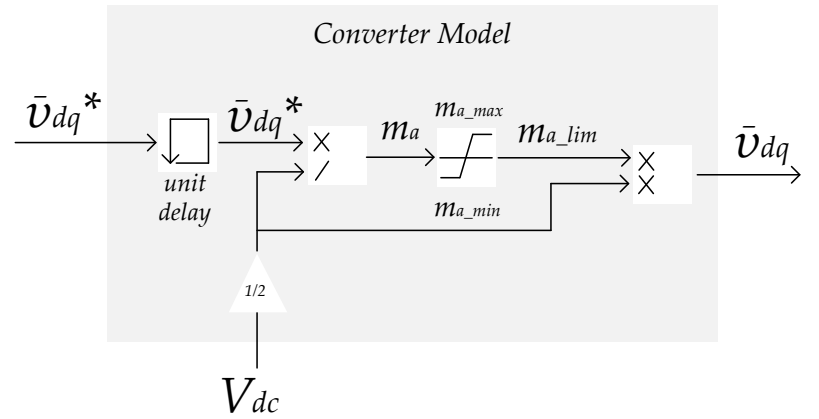 Converter Model
v̄dq*
unit
delay
v̄dq*
×
/
ma
ma_max
ma_min
ma_lim
×
×
v̄dq
1/2
Vdc